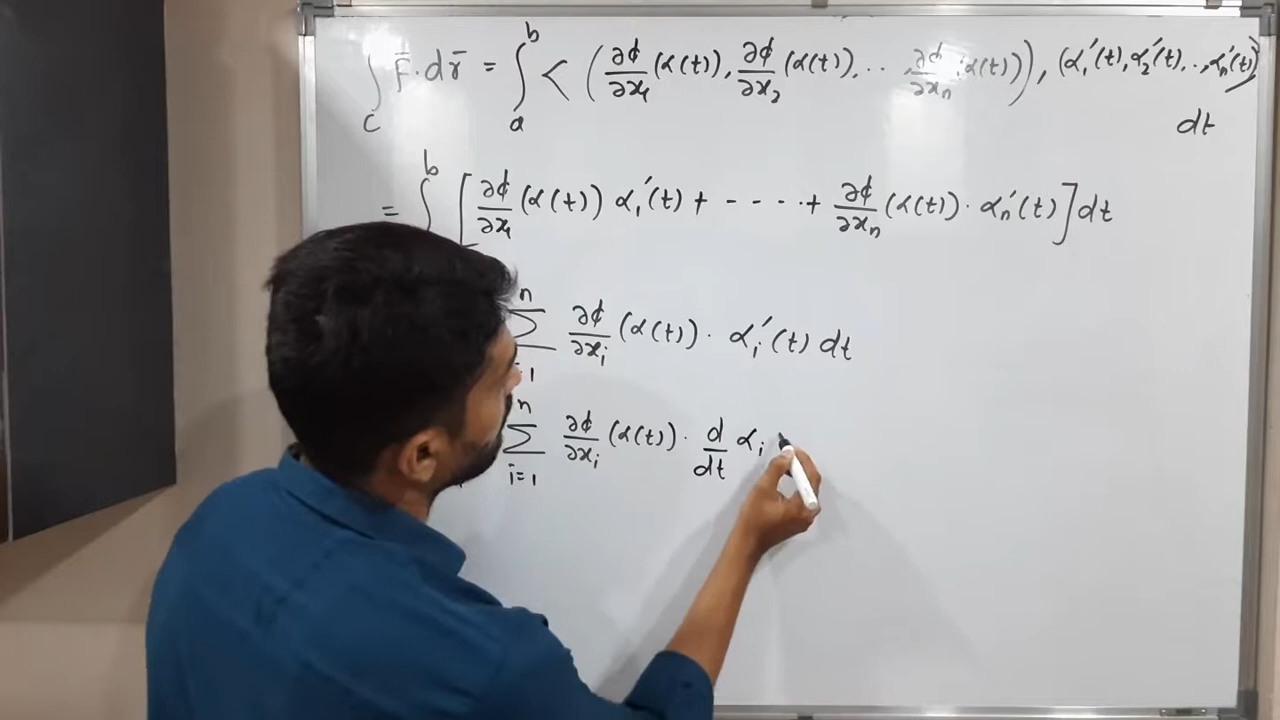 ∫_C F̄·dr̄ = ∫_a^b < (∂ϕ/∂x₁ (α(t)), ∂ϕ/∂x₂ (α(t)), .. , ∂ϕ/∂xₙ (α(t))), (α₁′(t), α₂′(t), .., αₙ′(t)) > dt
= ∫^b [∂ϕ/∂x₁ (α(t)) α₁′(t) + - - - - + ∂ϕ/∂xₙ (α(t)) · αₙ′(t)] dt
∑_{i=1}^n ∂ϕ/∂xᵢ (α(t)) · αᵢ′(t) dt
∑_{i=1}^n ∂ϕ/∂xᵢ (α(t)) · d/dt αᵢ